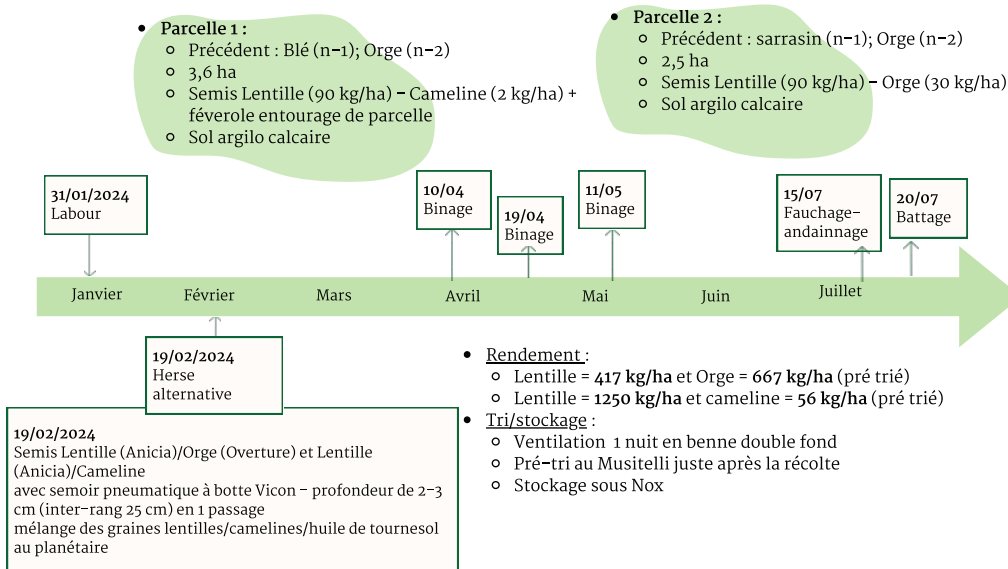 Parcelle 1 :
Précédent : Blé (n-1); Orge (n-2)
3,6 ha
Semis Lentille (90 kg/ha) – Cameline (2 kg/ha) +
féverole entourage de parcelle
Sol argilo calcaire
Parcelle 2 :
Précédent : sarrasin (n-1); Orge (n-2)
2,5 ha
Semis Lentille (90 kg/ha) – Orge (30 kg/ha)
Sol argilo calcaire
31/01/2024
Labour
10/04
Binage
19/04
Binage
11/05
Binage
15/07
Fauchage-
andainnage
20/07
Battage
Janvier
Février
Mars
Avril
Mai
Juin
Juillet
19/02/2024
Herse
alternative
19/02/2024
Semis Lentille (Anicia)/Orge (Overture) et Lentille
(Anicia)/Cameline
avec semoir pneumatique à botte Vicon – profondeur de 2-3
cm (inter-rang 25 cm) en 1 passage
mélange des graines lentilles/camelines/huile de tournesol
au planétaire
Rendement :
Lentille = 417 kg/ha et Orge = 667 kg/ha (pré trié)
Lentille = 1250 kg/ha et cameline = 56 kg/ha (pré trié)
Tri/stockage :
Ventilation 1 nuit en benne double fond
Pré-tri au Musitelli juste après la récolte
Stockage sous Nox